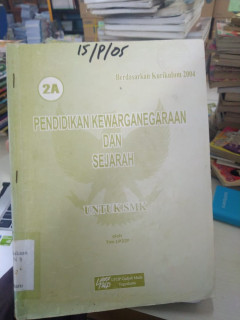 15/P/05
Berdasarkan Kurikulum 2004
2A
PENDIDIKAN KEWARGANEGARAAN
DAN
SEJARAH
UNTUK SMK